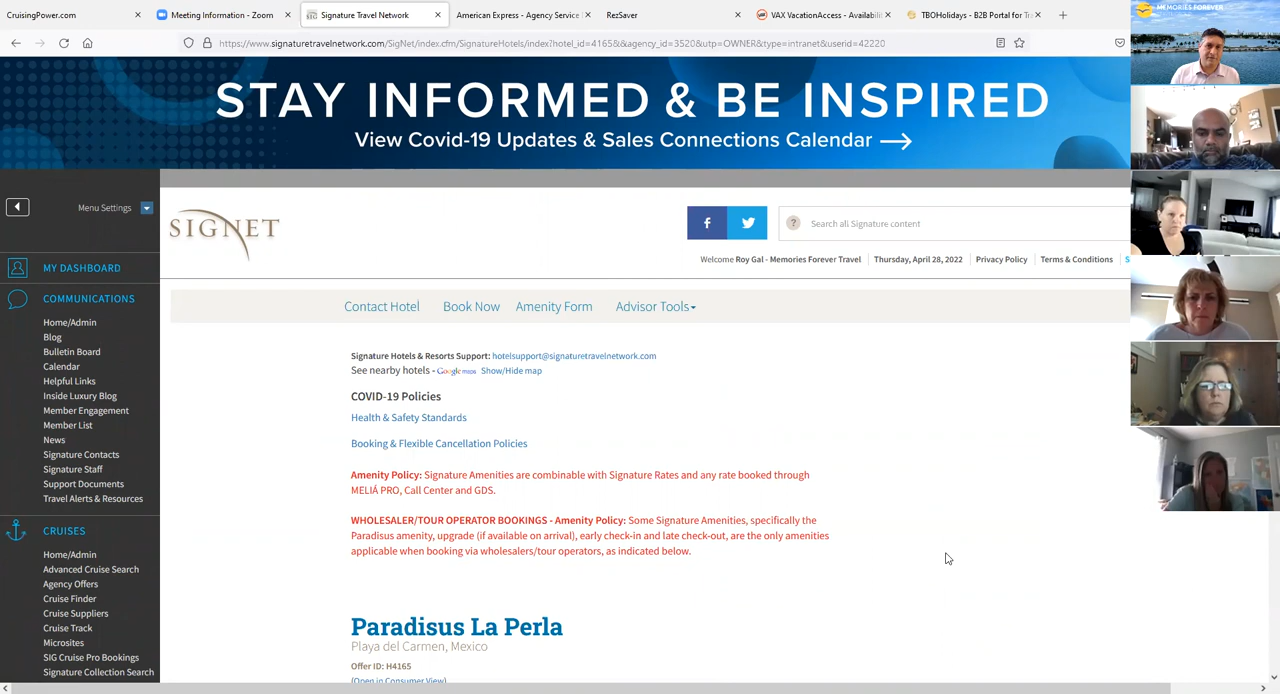 CruisingPower.com
Meeting Information - Zoom
Signature Travel Network
American Express - Agency Service
RezSaver
VAX VacationAccess - Availabili
TBOHolidays - B2B Portal for Tr
https://www.signaturetravelnetwork.com/SigNet/index.cfm/SignatureHotels/index?hotel_id=4165&i&agency_id=3520&utp=OWNER&type=intranet&userid=42220
MEMORIES FOREVER
STAY INFORMED & BE INSPIRED
View Covid-19 Updates & Sales Connections Calendar
Menu Settings
SIGNET
Search all Signature content
Welcome Roy Gal - Memories Forever Travel
Thursday, April 28, 2022
Privacy Policy
Terms & Conditions
S
MY DASHBOARD
COMMUNICATIONS
Home/Admin
Blog
Bulletin Board
Calendar
Helpful Links
Inside Luxury Blog
Member Engagement
Member List
News
Signature Contacts
Signature Staff
Support Documents
Travel Alerts & Resources
CRUISES
Home/Admin
Advanced Cruise Search
Agency Offers
Cruise Finder
Cruise Suppliers
Cruise Track
Microsites
SIG Cruise Pro Bookings
Signature Collection Search
Contact Hotel
Book Now
Amenity Form
Advisor Tools
Signature Hotels & Resorts Support: hotelsupport@signaturetravelnetwork.com
See nearby hotels - Google maps Show/Hide map
COVID-19 Policies
Health & Safety Standards
Booking & Flexible Cancellation Policies
Amenity Policy: Signature Amenities are combinable with Signature Rates and any rate booked through
MELIÁ PRO, Call Center and GDS.
WHOLESALER/TOUR OPERATOR BOOKINGS - Amenity Policy: Some Signature Amenities, specifically the
Paradisus amenity, upgrade (if available on arrival), early check-in and late check-out, are the only amenities
applicable when booking via wholesalers/tour operators, as indicated below.
Paradisus La Perla
Playa del Carmen, Mexico
Offer ID: H4165
(Open in Consumer View)